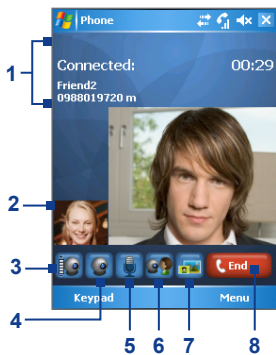 Phone
1
Connected: 00:29
Friend2
0988019720 m
2
3
End
Keypad Menu
4
5 6 7 8